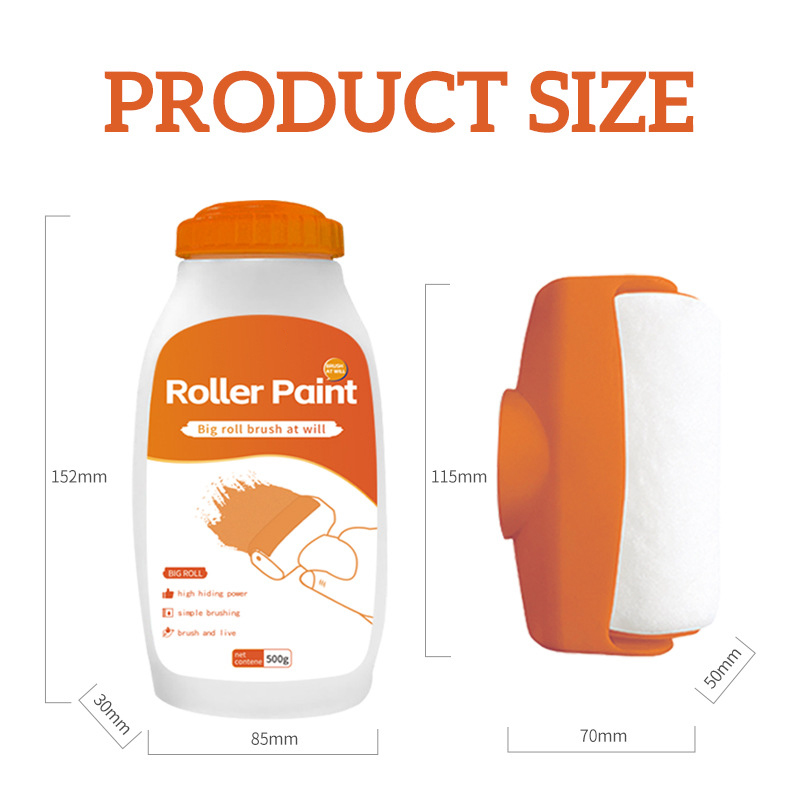 PRODUCT SIZE
BRUSH
AT WILL
Roller Paint
Big roll brush at will
BIG ROLL
high hiding power
simple brushing
brush and live
net
contene
500g
152mm
30mm
85mm
115mm
50mm
70mm